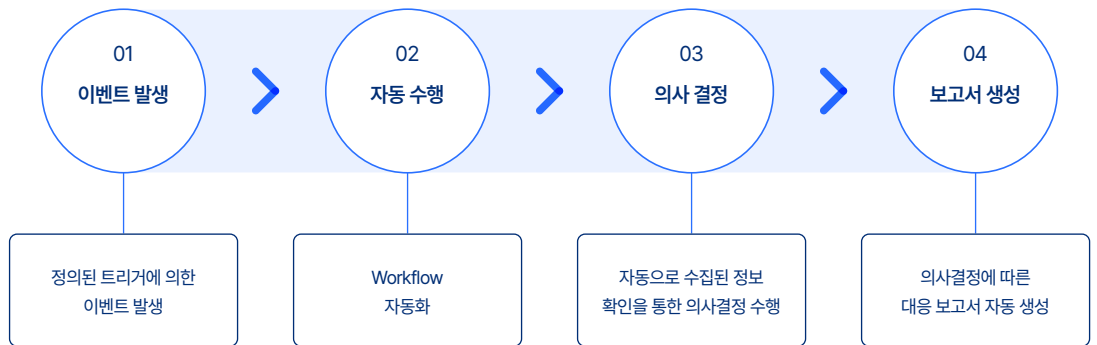 01
이벤트 발생
02
자동 수행
03
의사 결정
04
보고서 생성
정의된 트리거에 의한
이벤트 발생
Workflow
자동화
자동으로 수집된 정보
확인을 통한 의사결정 수행
의사결정에 따른
대응 보고서 자동 생성